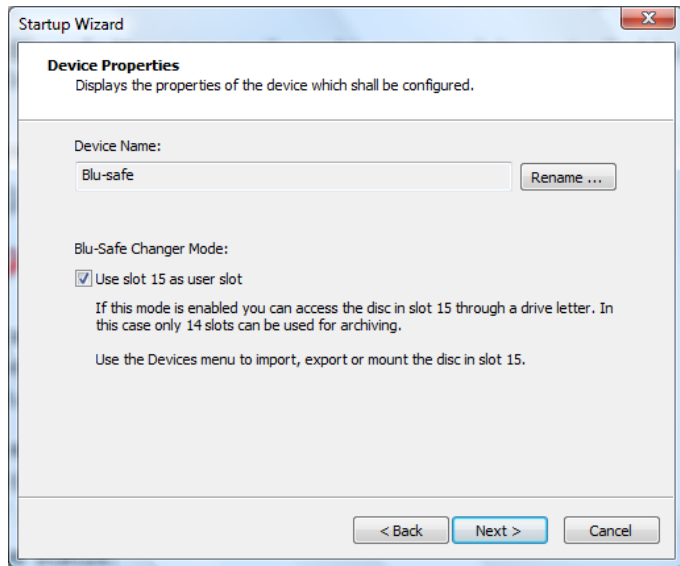 Startup Wizard
Device Properties
Displays the properties of the device which shall be configured.
Device Name:
Blu-safe
Rename ...
Blu-Safe Changer Mode:
Use slot 15 as user slot
If this mode is enabled you can access the disc in slot 15 through a drive letter. In
this case only 14 slots can be used for archiving.
Use the Devices menu to import, export or mount the disc in slot 15.
< Back
Next >
Cancel